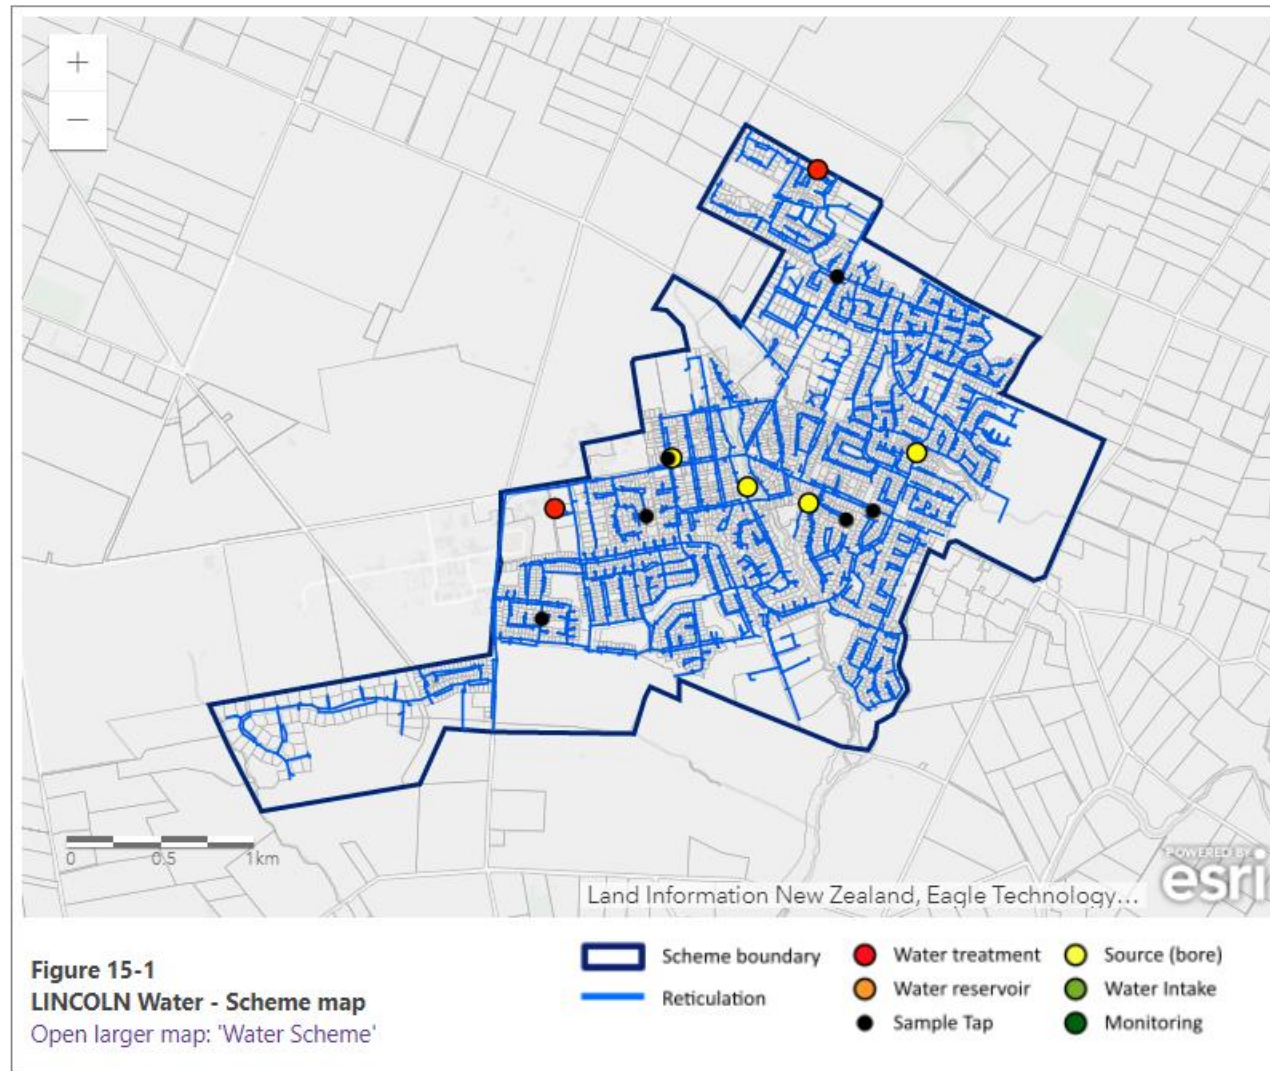 +
−
0 0.5 1km
POWERED BY
esri
Land Information New Zealand, Eagle Technology...
Figure 15-1
LINCOLN Water - Scheme map
Open larger map: 'Water Scheme'
Scheme boundary
Reticulation
Water treatment
Water reservoir
Sample Tap
Source (bore)
Water Intake
Monitoring